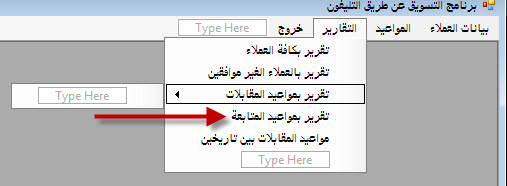 برنامج التسويق عن طريق التليفون
بيانات العملاء المواعيد التقارير خروج Type Here
تقرير بكافة العملاء
تقرير بالعملاء الغير موافقين
تقرير بمواعيد المقابلات
Type Here
تقرير بمواعيد المتابعة
مواعيد المقابلات بين تاريخين
Type Here